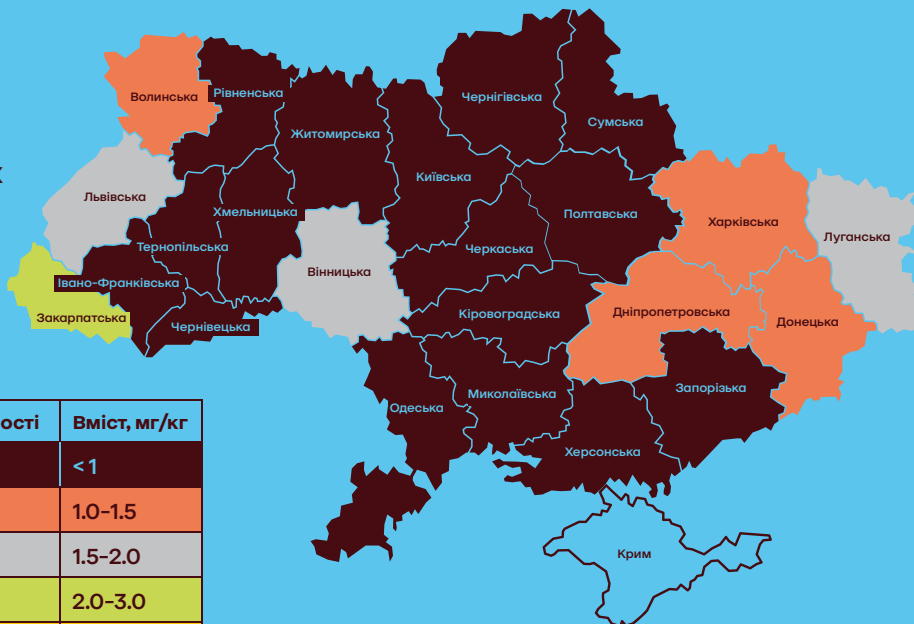 Волинська
Рівненська
Чернігівська
Сумська
Житомирська
Київська
Львівська
Хмельницька
Полтавська
Харківська
Луганська
Тернопільська
Черкаська
Вінницька
Івано-Франківська
Закарпатська
Чернівецька
Кіровоградська
Дніпропетровська
Донецька
Запорізька
Миколаївська
Одеська
Херсонська
Крим
ості Вміст, мг/кг
< 1
1.0-1.5
1.5-2.0
2.0-3.0